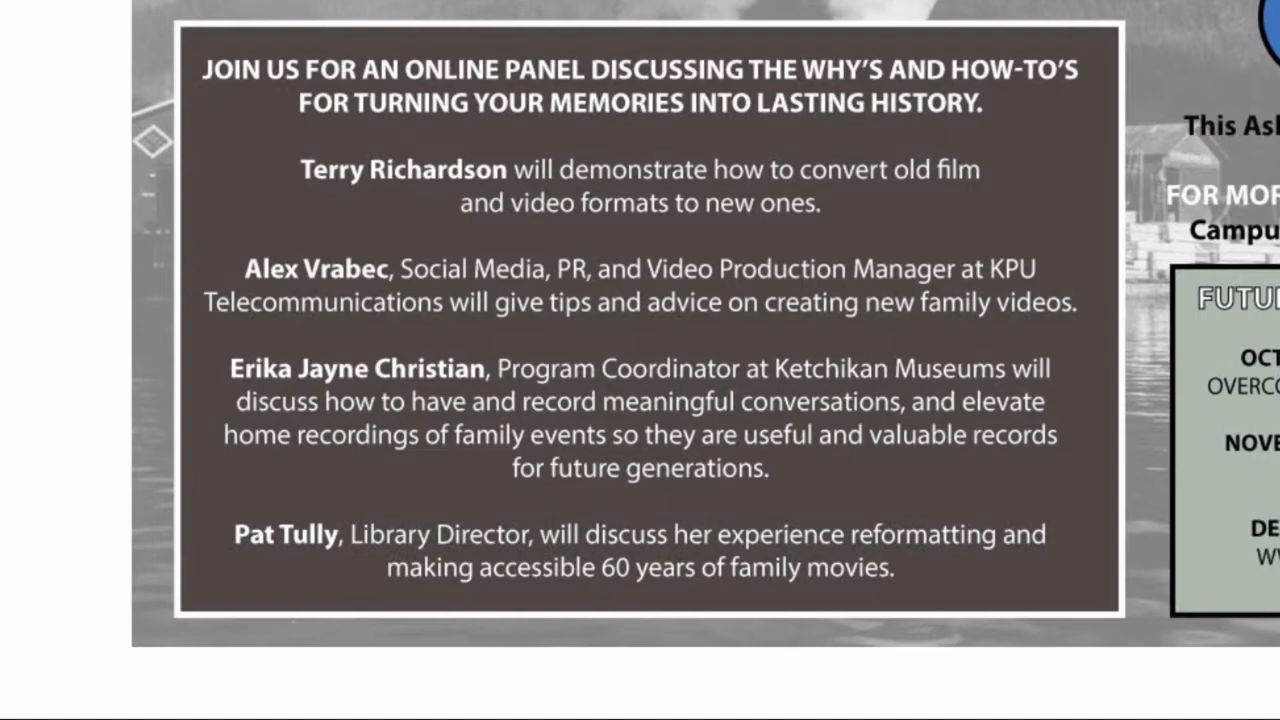 JOIN US FOR AN ONLINE PANEL DISCUSSING THE WHY'S AND HOW-TO'S
FOR TURNING YOUR MEMORIES INTO LASTING HISTORY.
Terry Richardson will demonstrate how to convert old film
and video formats to new ones.
Alex Vrabec, Social Media, PR, and Video Production Manager at KPU
Telecommunications will give tips and advice on creating new family videos.
Erika Jayne Christian, Program Coordinator at Ketchikan Museums will
discuss how to have and record meaningful conversations, and elevate
home recordings of family events so they are useful and valuable records
for future generations.
Pat Tully, Library Director, will discuss her experience reformatting and
making accessible 60 years of family movies.
This
FOR